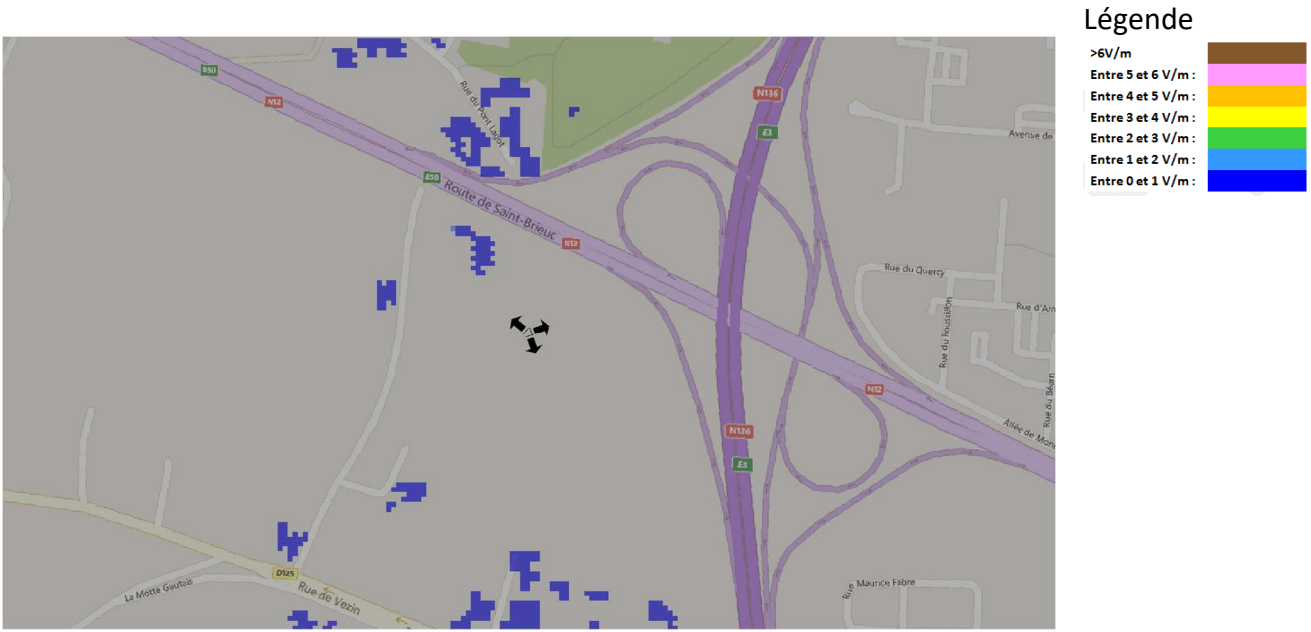 Légende
>6V/m
Entre 5 et 6 V/m :
Entre 4 et 5 V/m :
Entre 3 et 4 V/m :
Entre 2 et 3 V/m :
Entre 1 et 2 V/m :
Entre 0 et 1 V/m :
E50
N12
Rue du Pont Lagot
N136
E3
Avenue de
E50
Route de Saint-Brieuc
N12
Rue du Quercy
Rue d'Arm
Rue du Roussillon
N12
Rue du Béarn
Allée de Mon
N136
E3
D125
La Motte Gautais
Rue de Vezin
Rue Maurice Fabre